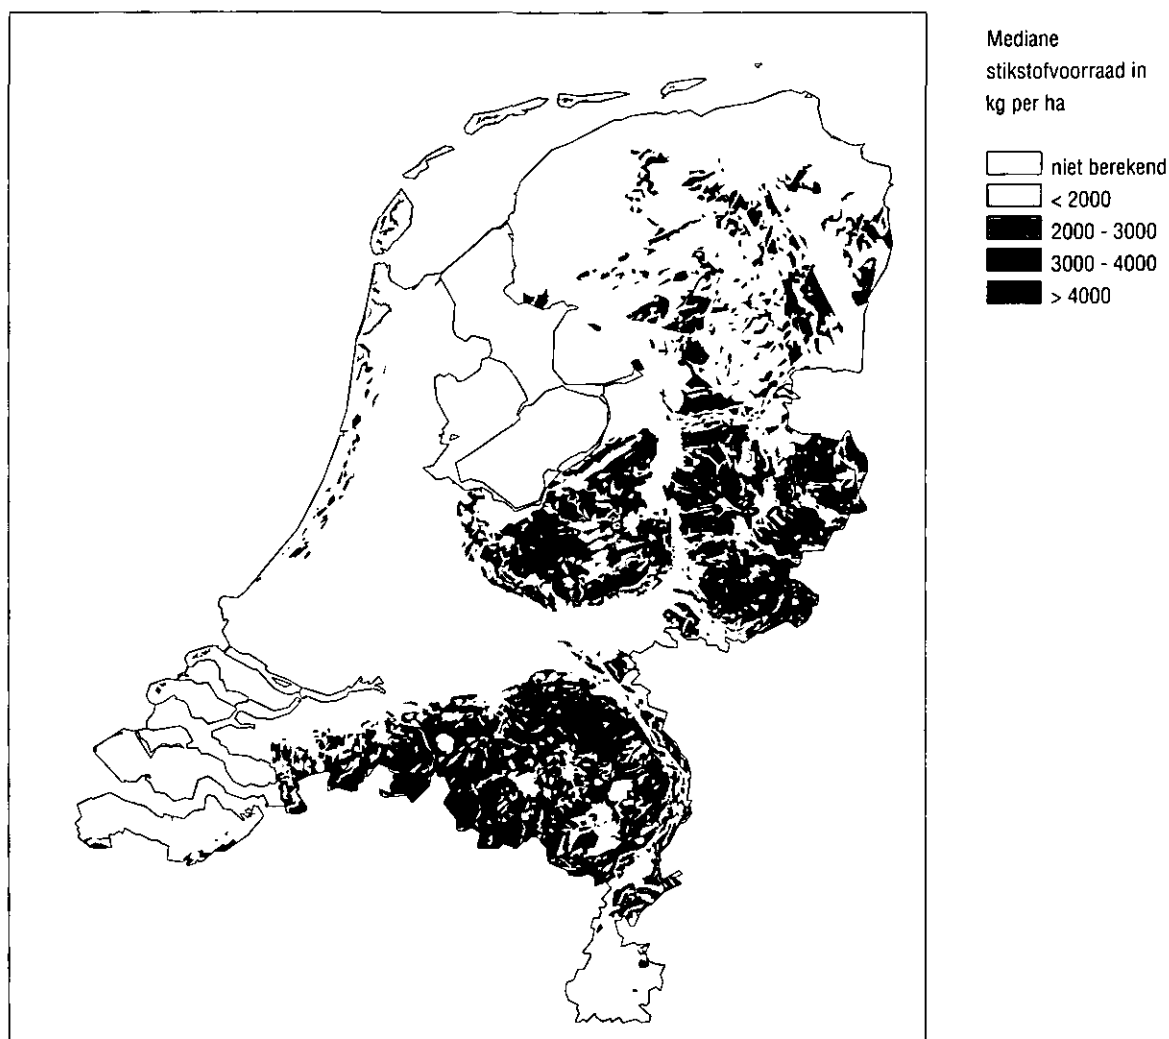 Mediane
stikstofvoorraad in
kg per ha
niet berekend
< 2000
2000 - 3000
3000 - 4000
> 4000